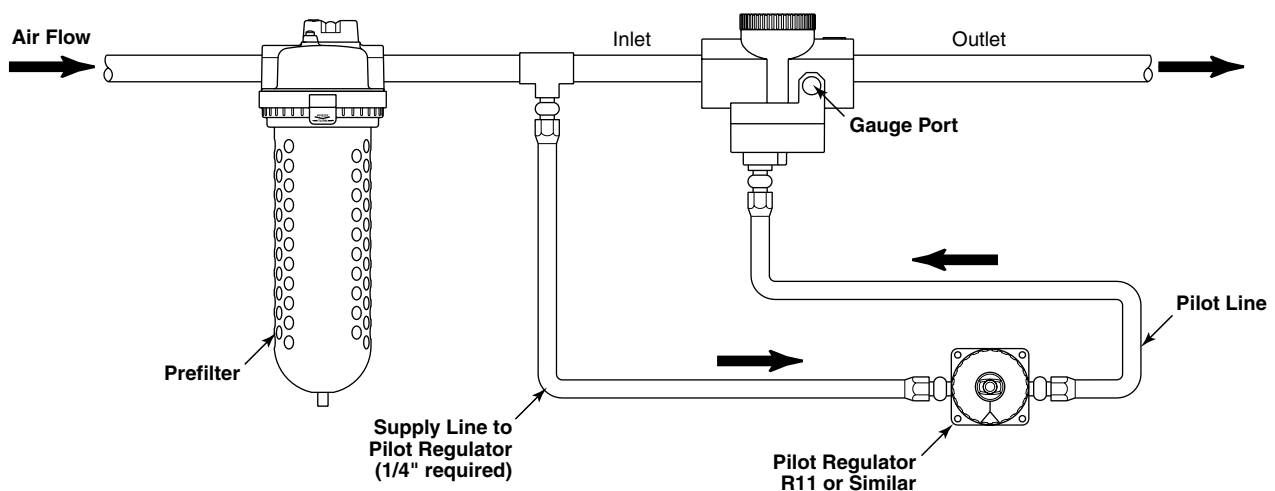 Air Flow
Inlet
Outlet
Gauge Port
Pilot Line
Prefilter
Supply Line to
Pilot Regulator
(1/4" required)
Pilot Regulator
R11 or Similar